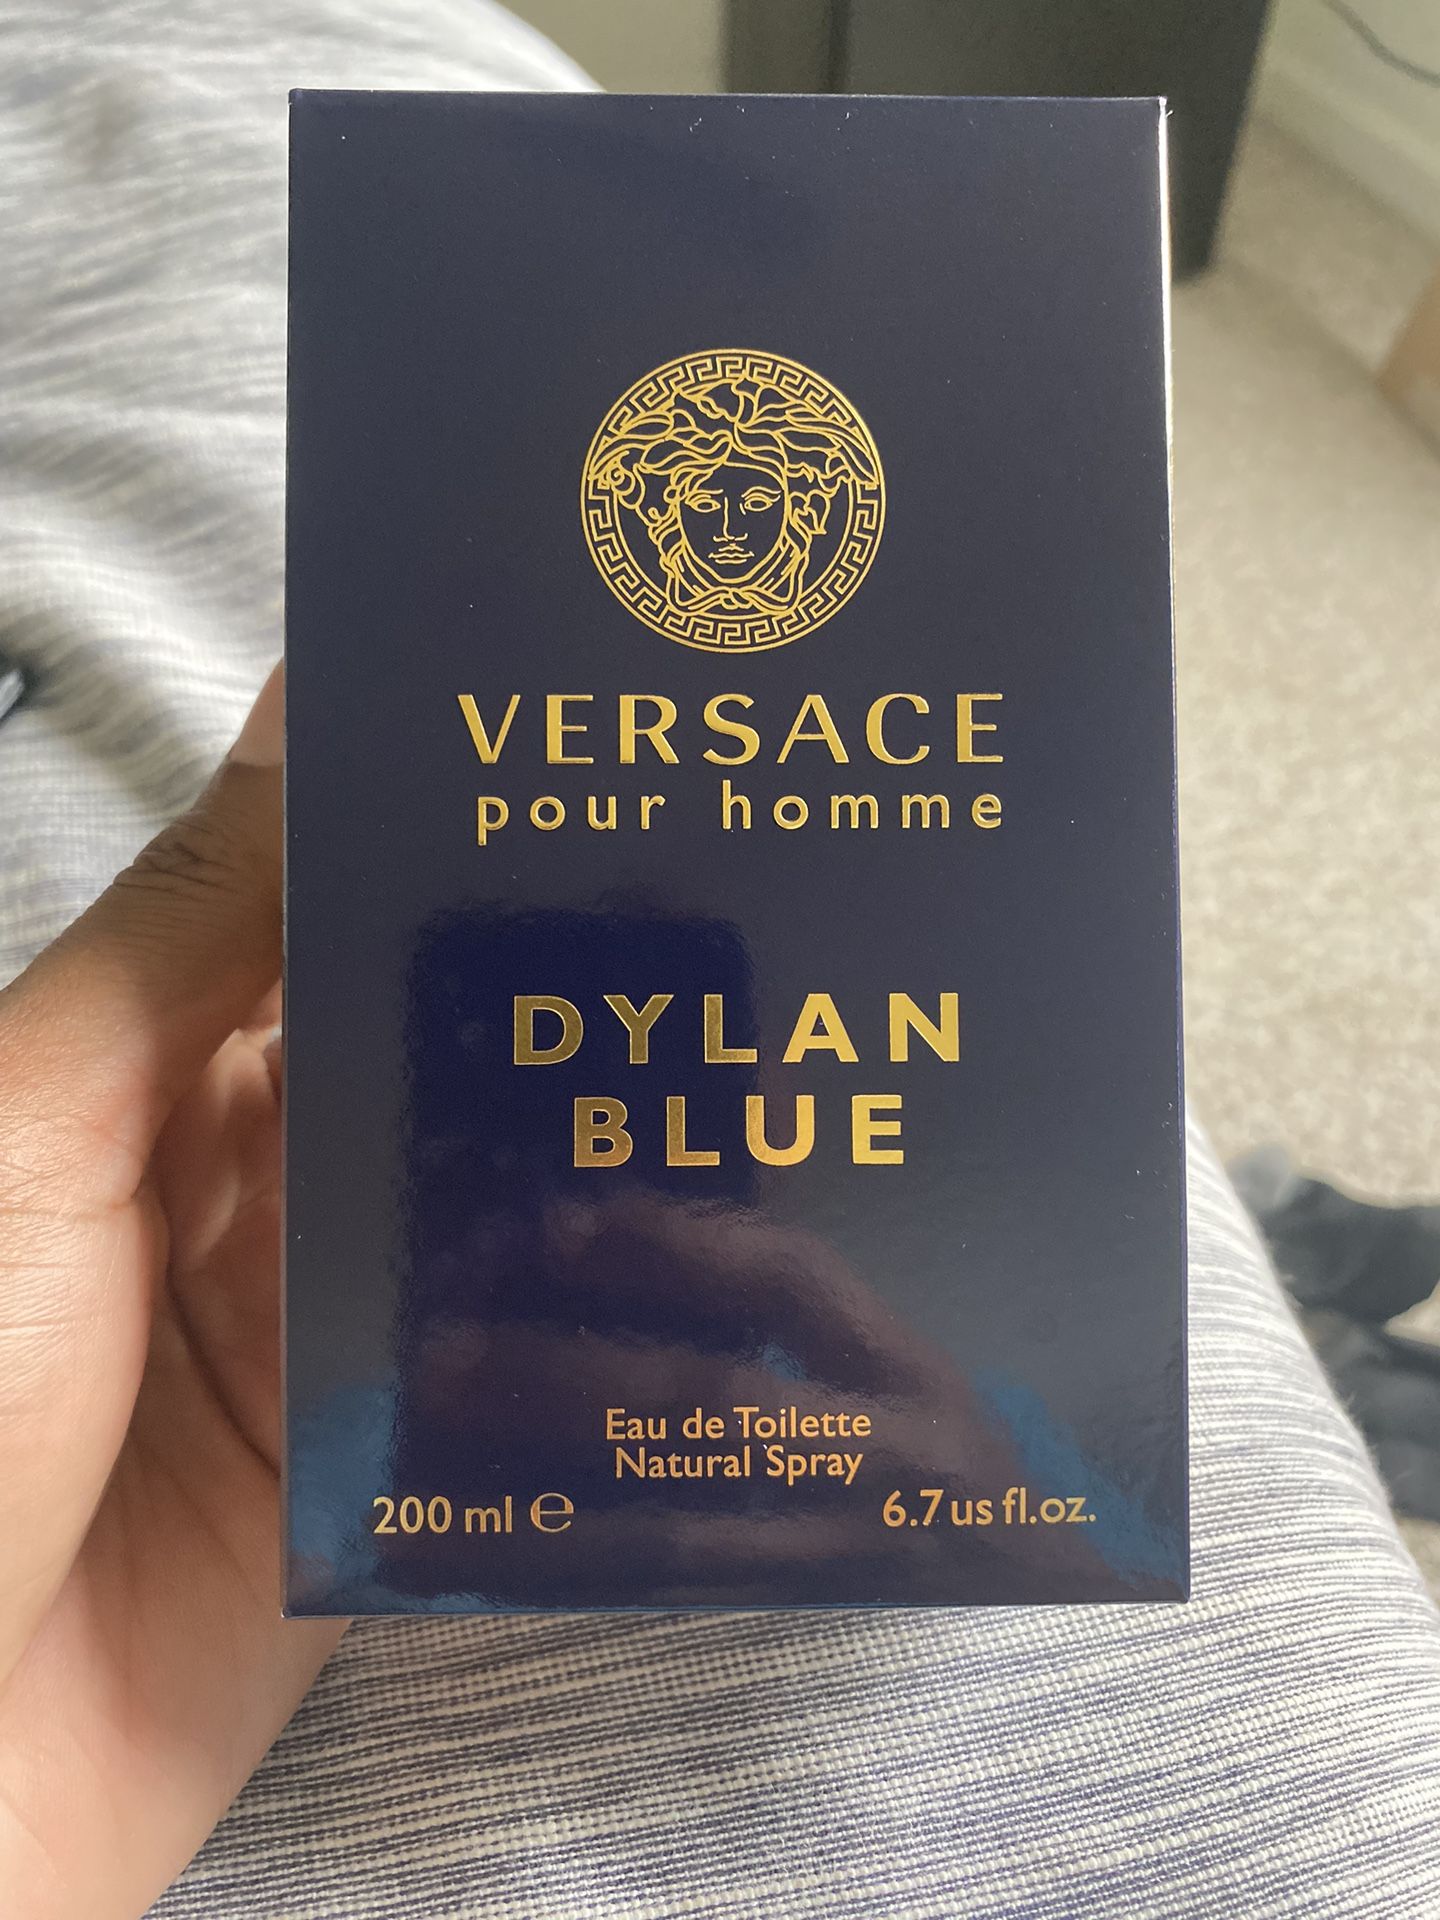 VERSACE
pour homme
DYLAN
BLUE
Eau de Toilette
Natural Spray
200 ml ℮
6.7 us fl.oz.